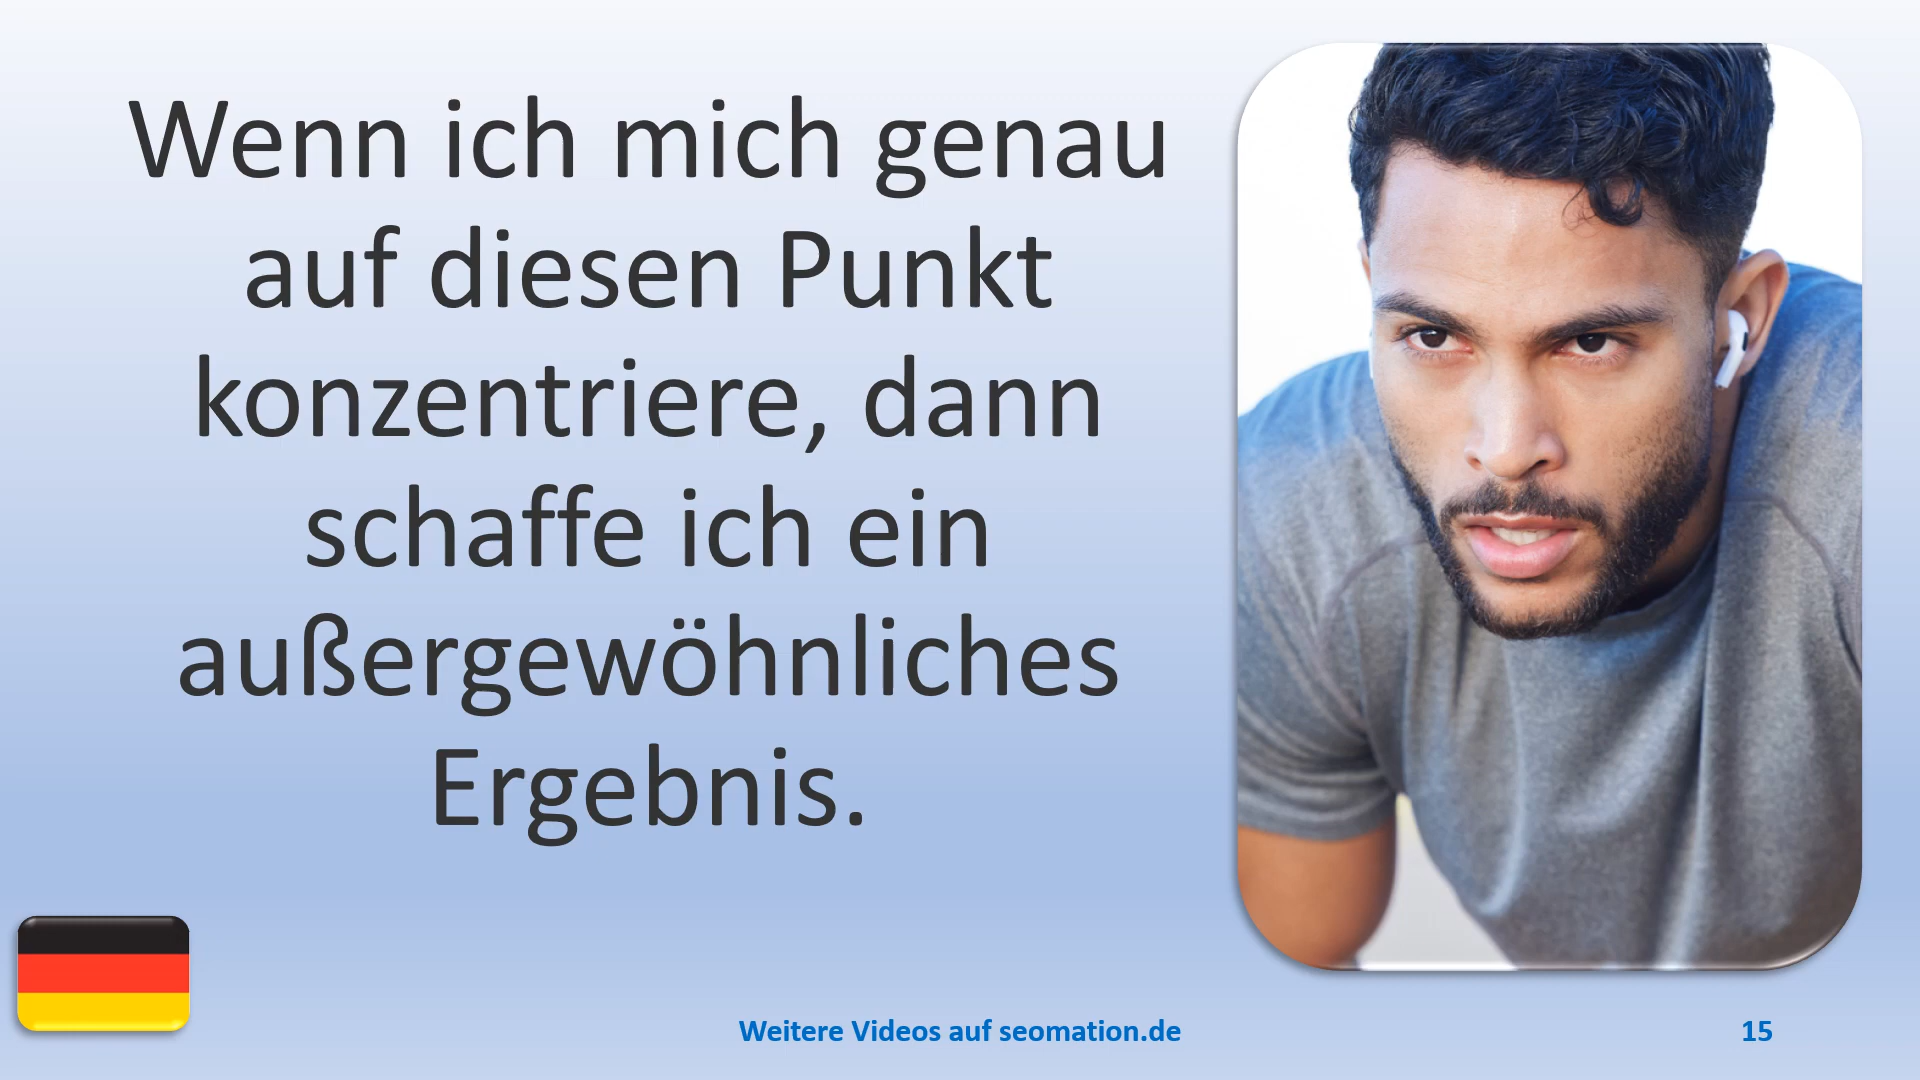 Wenn ich mich genau
auf diesen Punkt
konzentriere, dann
schaffe ich ein
außergewöhnliches
Ergebnis.
Weitere Videos auf seomation.de
15